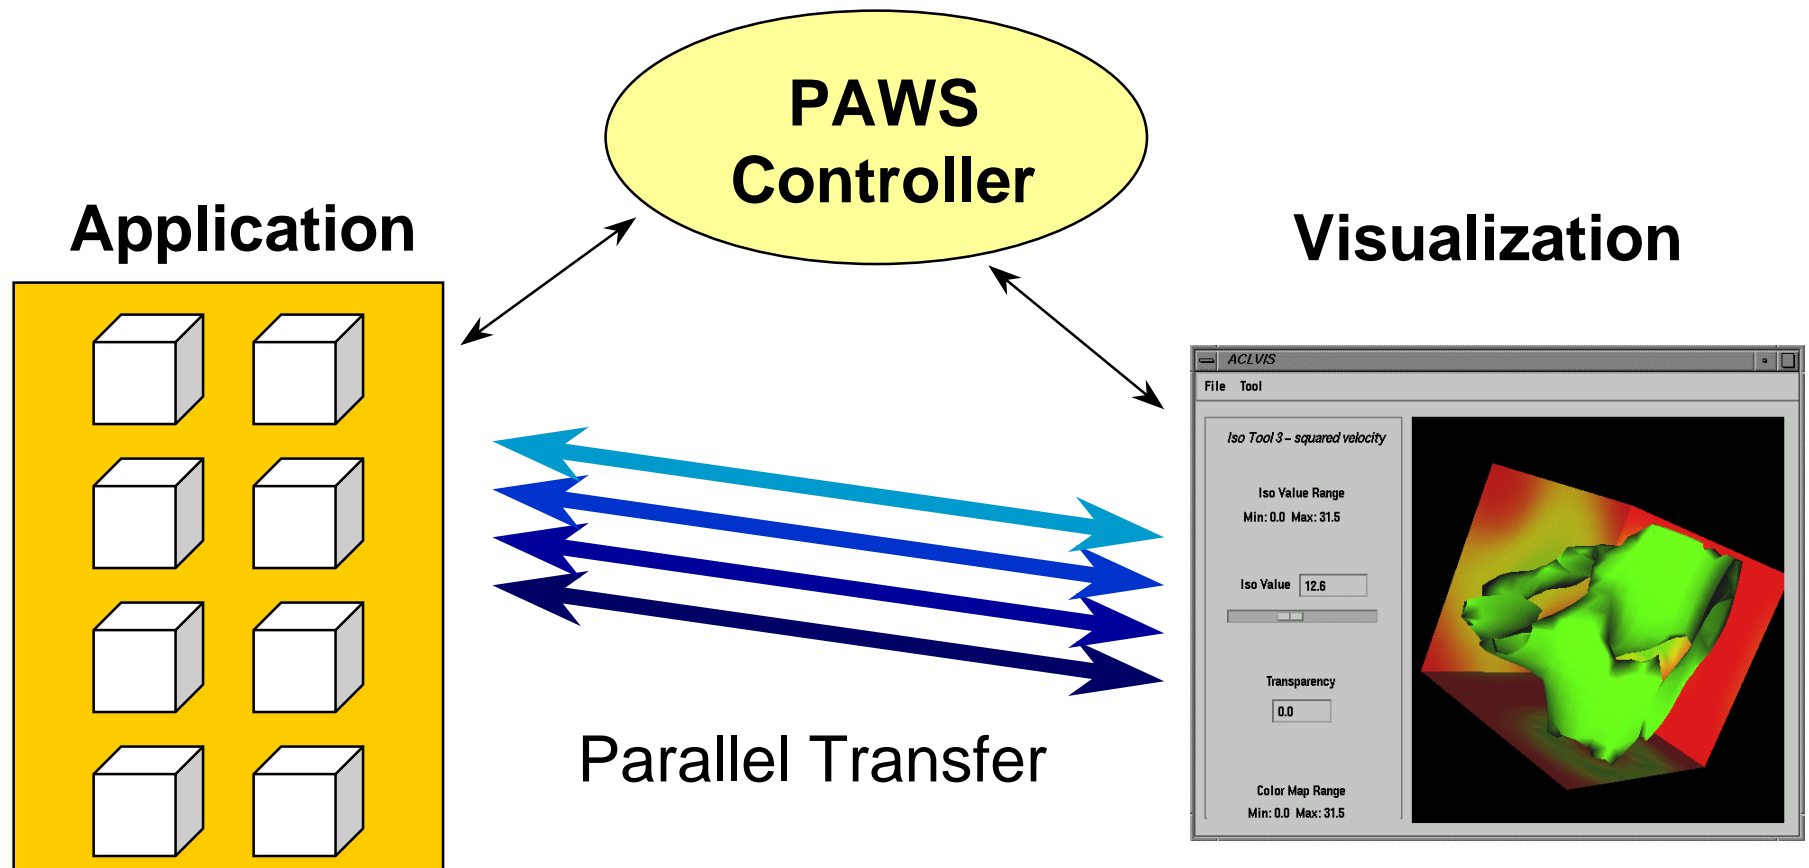 PAWS
Controller
Application
Visualization
ACLVIS
File Tool
Iso Tool 3 – squared velocity
Iso Value Range
Min: 0.0 Max: 31.5
Iso Value 12.6
Transparency
0.0
Color Map Range
Min: 0.0 Max: 31.5
Parallel Transfer